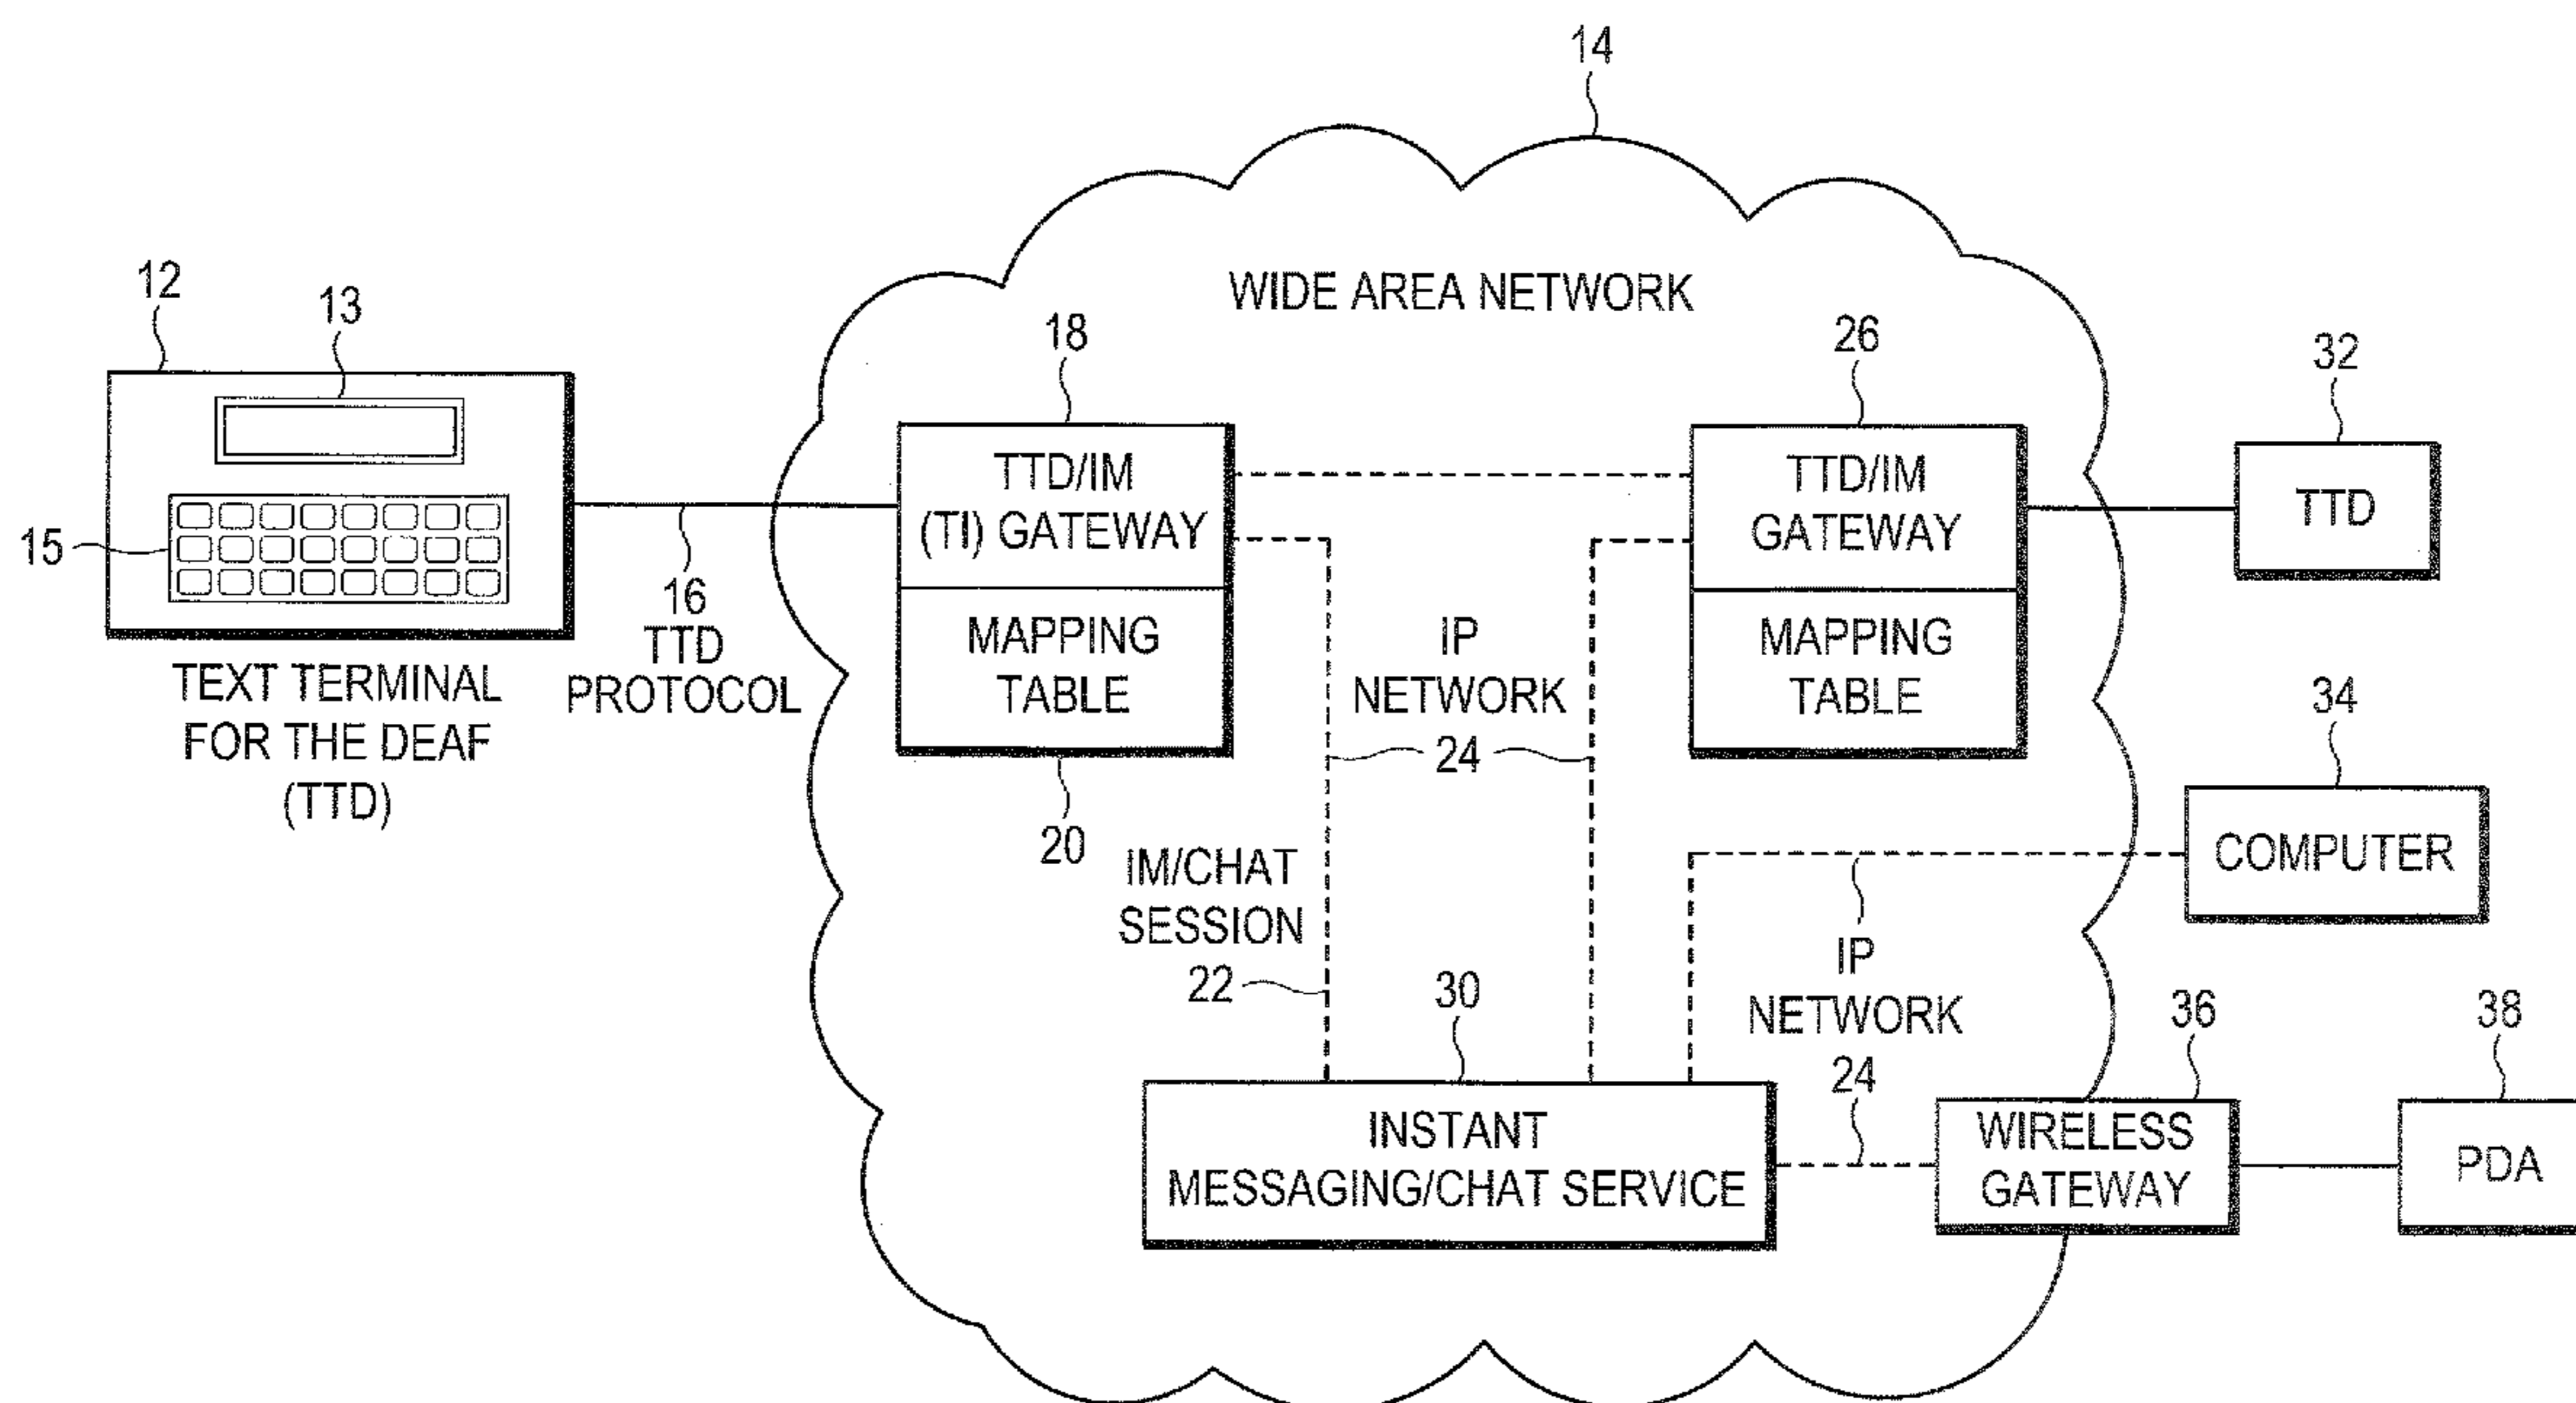 14
WIDE AREA NETWORK
12
13
15
TEXT TERMINAL
FOR THE DEAF
(TTD)
16
TTD
PROTOCOL
18
TTD/IM
(TI) GATEWAY
MAPPING
TABLE
20
IP
NETWORK
24
26
TTD/IM
GATEWAY
MAPPING
TABLE
32
TTD
34
COMPUTER
IM/CHAT
SESSION
22
30
INSTANT
MESSAGING/CHAT SERVICE
IP
NETWORK
24
36
WIRELESS
GATEWAY
38
PDA